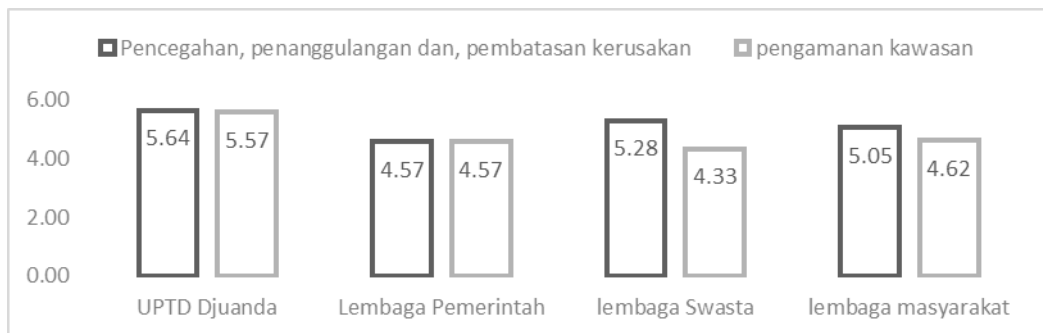 Pencegahan, penanggulangan dan, pembatasan kerusakan pengamanan kawasan
6.00
4.00
2.00
0.00
5.64 5.57 4.57 4.57 5.28 4.33 5.05 4.62
UPTD Djuanda Lembaga Pemerintah lembaga Swasta lembaga masyarakat